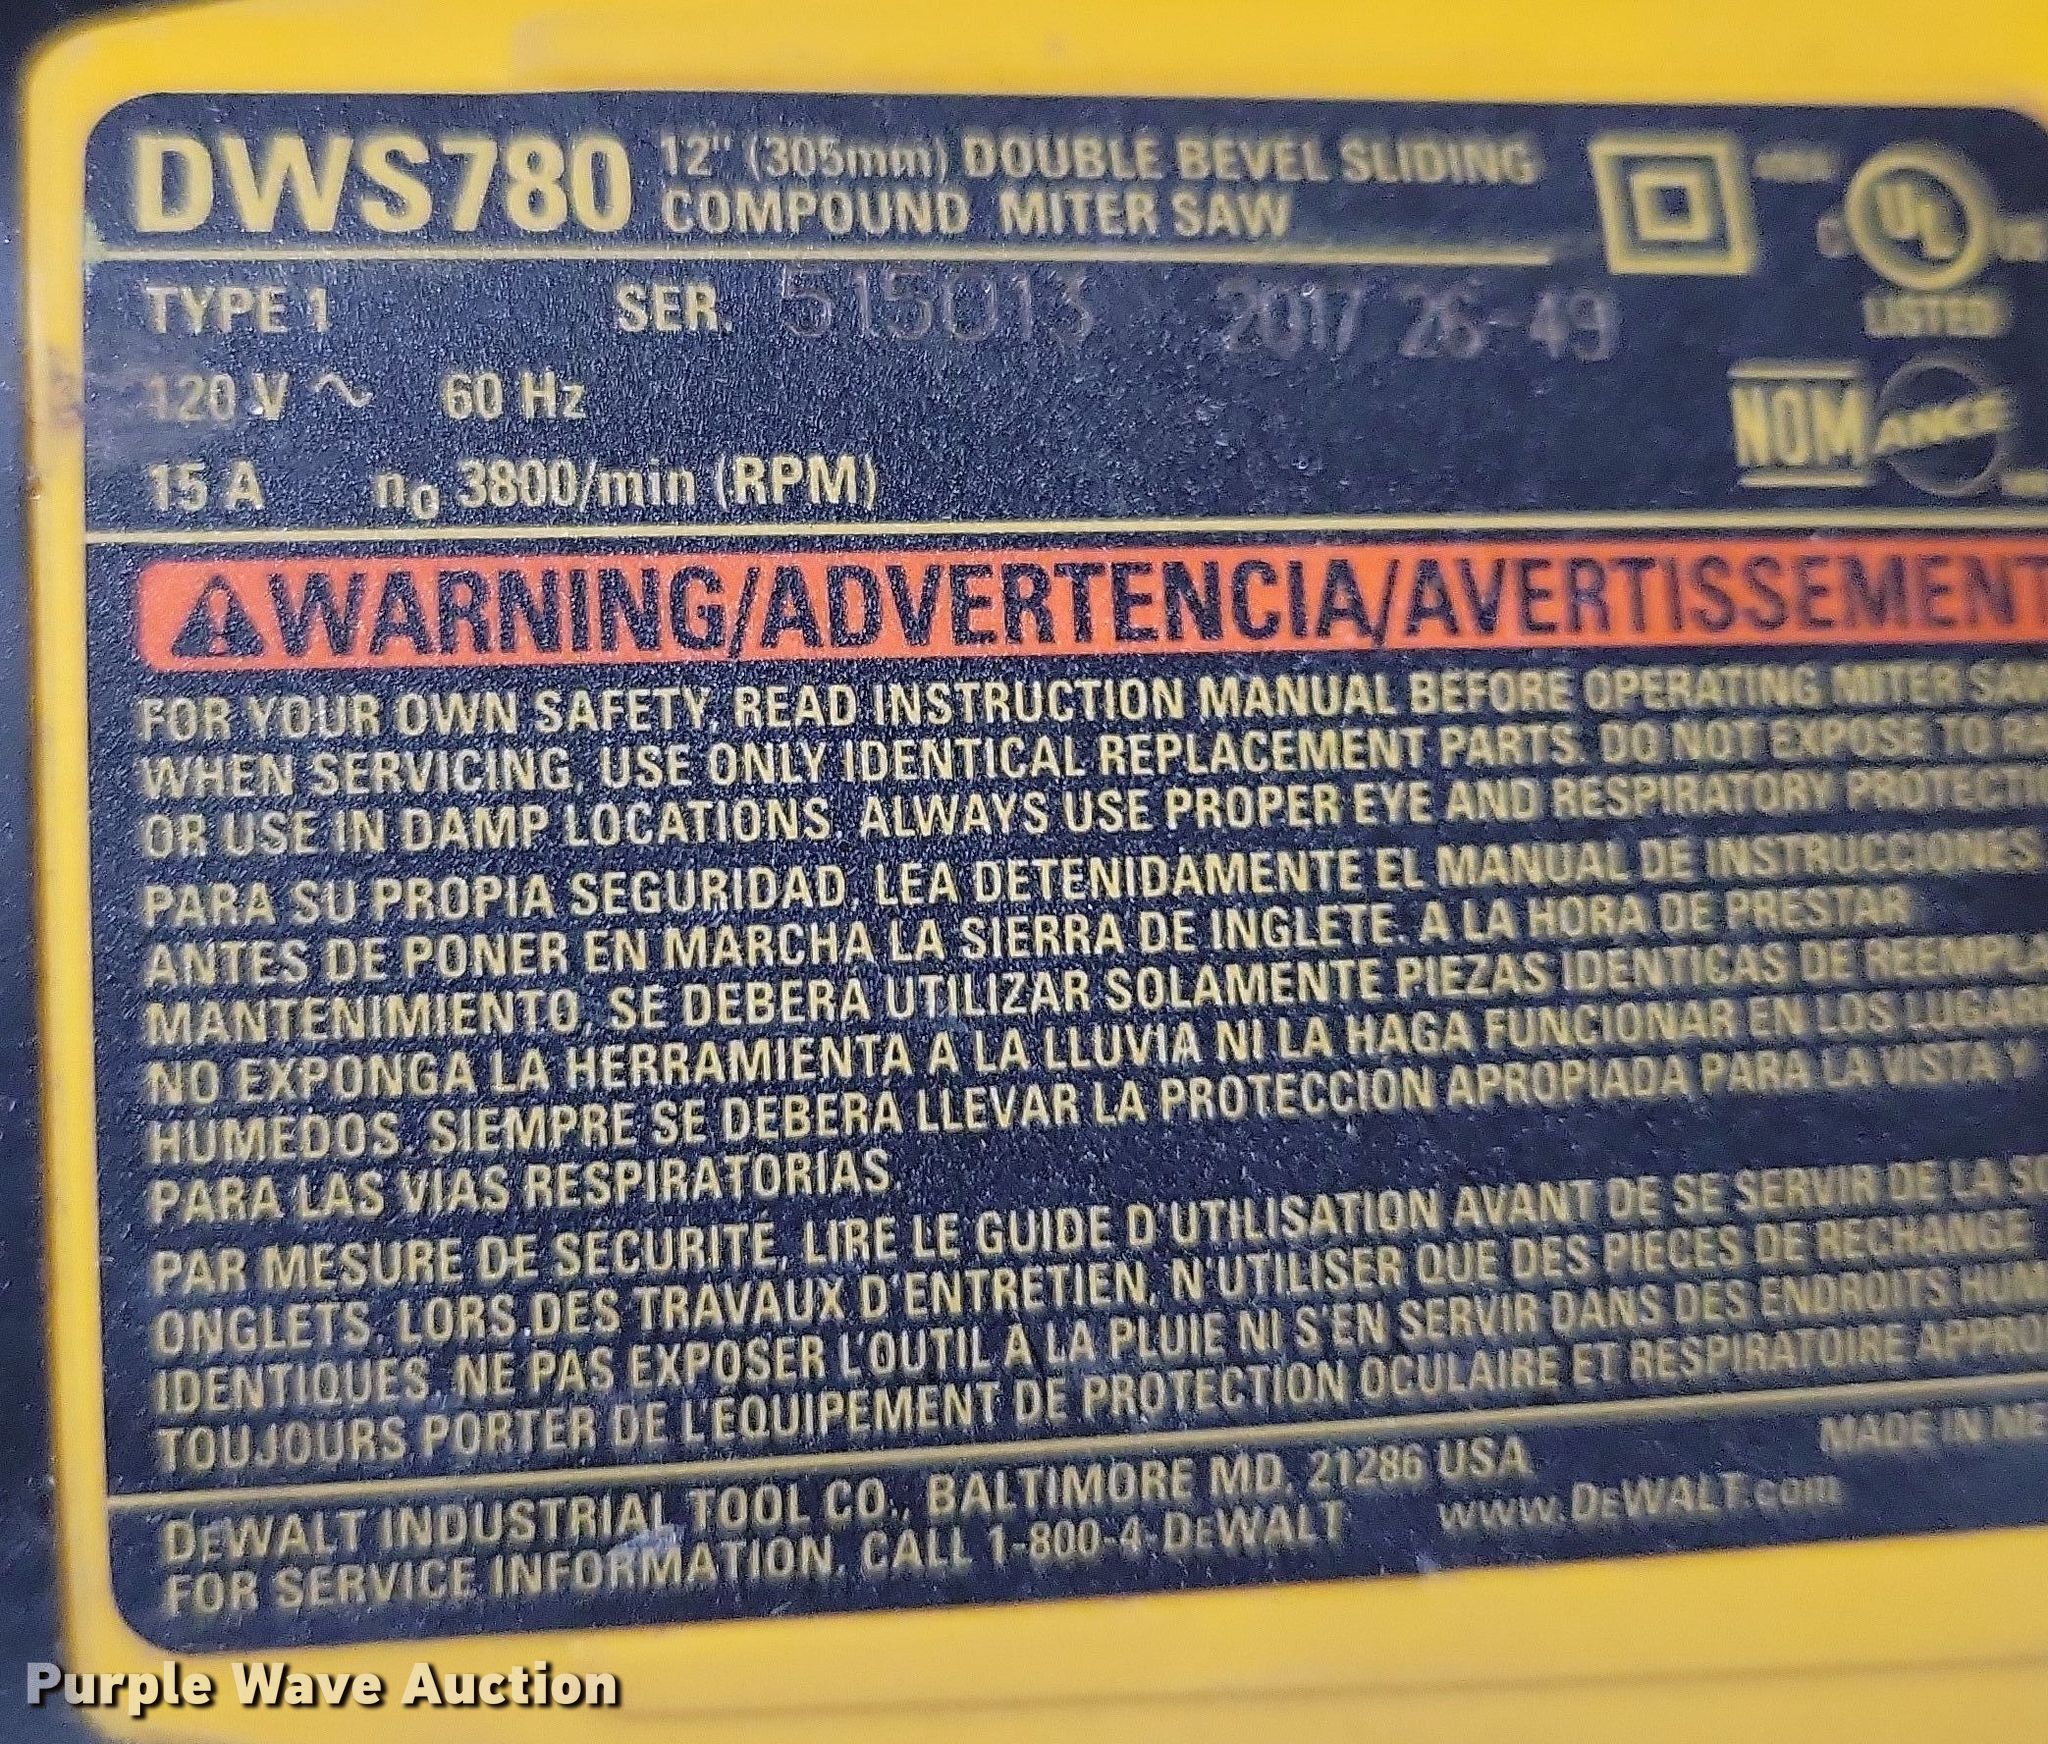 DWS780 12" (305mm) DOUBLE BEVEL SLIDING
COMPOUND MITER SAW
C UL US
LISTED
TYPE 1 SER. 515013 2017 26-49
120 V ~ 60 Hz
NOM ANCE
15 A n0 3800/min (RPM)
WARNING/ADVERTENCIA/AVERTISSEMENT
FOR YOUR OWN SAFETY, READ INSTRUCTION MANUAL BEFORE OPERATING MITER SAW
WHEN SERVICING, USE ONLY IDENTICAL REPLACEMENT PARTS. DO NOT EXPOSE TO
OR USE IN DAMP LOCATIONS. ALWAYS USE PROPER EYE AND RESPIRATORY
PARA SU PROPIA SEGURIDAD, LEA DETENIDAMENTE EL MANUAL DE INSTRUCCIONES
ANTES DE PONER EN MARCHA LA SIERRA DE INGLETE. A LA HORA DE PRESTAR
MANTENIMIENTO, SE DEBERA UTILIZAR SOLAMENTE PIEZAS IDENTICAS DE
NO EXPONGA LA HERRAMIENTA A LA LLUVIA NI LA HAGA FUNCIONAR EN LOS
HUMEDOS. SIEMPRE SE DEBERA LLEVAR LA PROTECCION APROPIADA PARA LA VISTA Y
PARA LAS VIAS RESPIRATORIAS.
PAR MESURE DE SECURITE, LIRE LE GUIDE D'UTILISATION AVANT DE SE SERVIR DE LA
ONGLETS. LORS DES TRAVAUX D'ENTRETIEN, N'UTILISER QUE DES PIECES DE RECHANGE
IDENTIQUES. NE PAS EXPOSER L'OUTIL A LA PLUIE NI S'EN SERVIR DANS DES ENDROITS
TOUJOURS PORTER DE L'EQUIPEMENT DE PROTECTION OCULAIRE ET RESPIRATOIRE
MADE IN
DEWALT INDUSTRIAL TOOL CO., BALTIMORE MD, 21286 USA
FOR SERVICE INFORMATION, CALL 1-800-4-DEWALT www.DEWALT.com
Purple Wave Auction